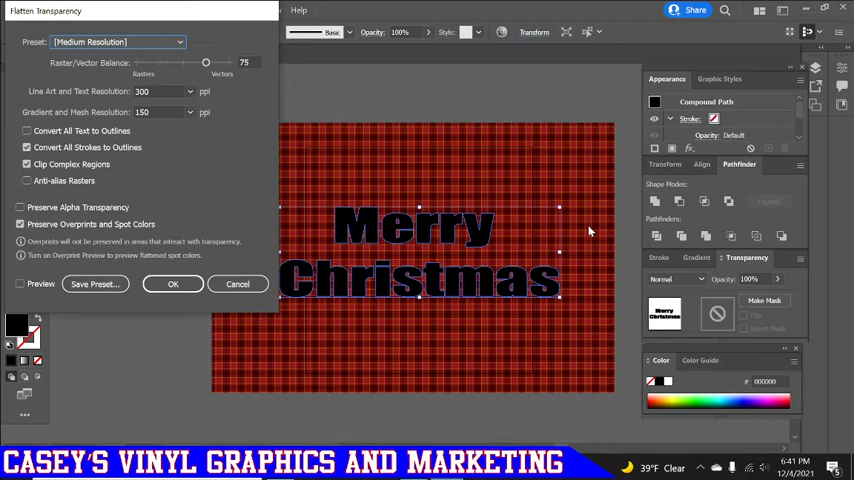 Flatten Transparency
Preset: [Medium Resolution]
Raster/Vector Balance: 75
Rasters Vectors
Line Art and Text Resolution: 300 ppi
Gradient and Mesh Resolution: 150 ppi
Convert All Text to Outlines
Convert All Strokes to Outlines
Clip Complex Regions
Anti-alias Rasters
Preserve Alpha Transparency
Preserve Overprints and Spot Colors
Overprints will not be preserved in areas that interact with transparency.
Turn on Overprint Preview to preview flattened spot colors.
Preview Save Preset... OK Cancel
Basic Opacity: 100% Style: Transform
Share
Merry
Christmas
Appearance Graphic Styles
Compound Path
Stroke:
Opacity: Default
fx
Transform Align Pathfinder
Shape Modes:
Expand
Pathfinders:
Stroke Gradient Transparency
Normal Opacity: 100%
Merry
Christmas
Make Mask
Clip
Invert Mask
Color Color Guide
# 000000
CASEY'S VINYL GRAPHICS AND MARKETING
39°F Clear
6:41 PM
12/4/2021
5